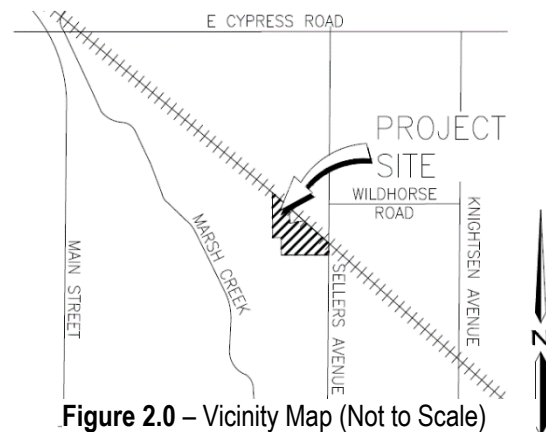 E CYPRESS ROAD
PROJECT
SITE
WILDHORSE
ROAD
MARSH CREEK
MAIN STREET
SELLERS AVENUE
KNIGHTSEN AVENUE
N
Figure 2.0 – Vicinity Map (Not to Scale)